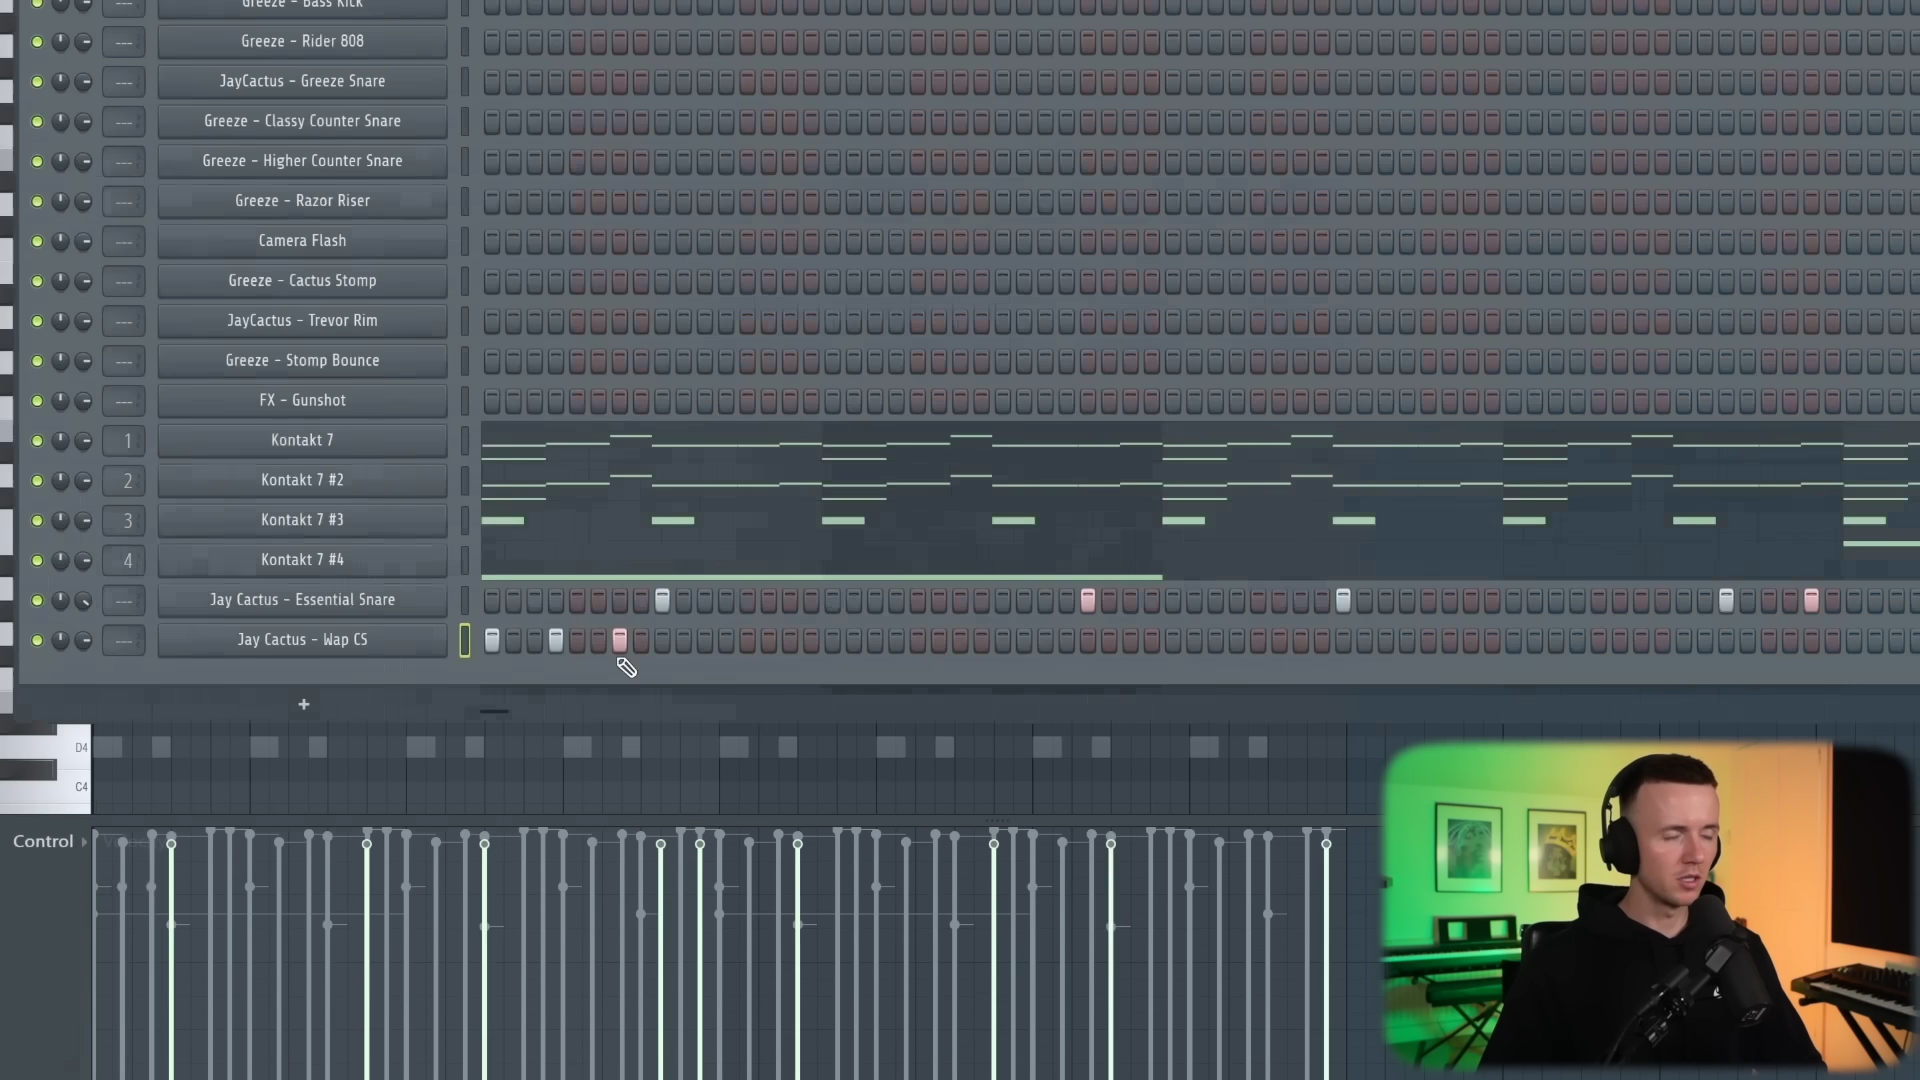 Greeze - Bass Kick
--- Greeze - Rider 808
--- JayCactus - Greeze Snare
--- Greeze - Classy Counter Snare
--- Greeze - Higher Counter Snare
--- Greeze - Razor Riser
--- Camera Flash
--- Greeze - Cactus Stomp
--- JayCactus - Trevor Rim
--- Greeze - Stomp Bounce
--- FX - Gunshot
1 Kontakt 7
2 Kontakt 7 #2
3 Kontakt 7 #3
4 Kontakt 7 #4
--- Jay Cactus - Essential Snare
--- Jay Cactus - Wap CS
+
D4
C4
Control